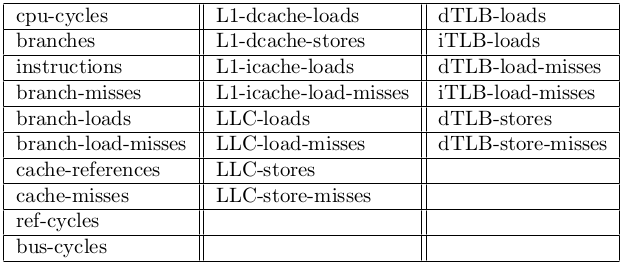 cpu-cycles L1-dcache-loads dTLB-loads
branches L1-dcache-stores iTLB-loads
instructions L1-icache-loads dTLB-load-misses
branch-misses L1-icache-load-misses iTLB-load-misses
branch-loads LLC-loads dTLB-stores
branch-load-misses LLC-load-misses dTLB-store-misses
cache-references LLC-stores
cache-misses LLC-store-misses
ref-cycles
bus-cycles